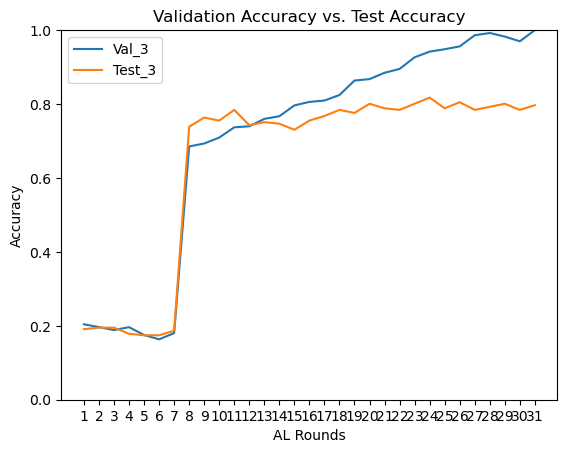 Validation Accuracy vs. Test Accuracy
1.0
Val_3
Test_3
0.8
0.6
Accuracy
0.4
0.2
0.0
1 2 3 4 5 6 7 8 9 10 11 12 13 14 15 16 17 18 19 20 21 22 23 24 25 26 27 28 29 30 31
AL Rounds